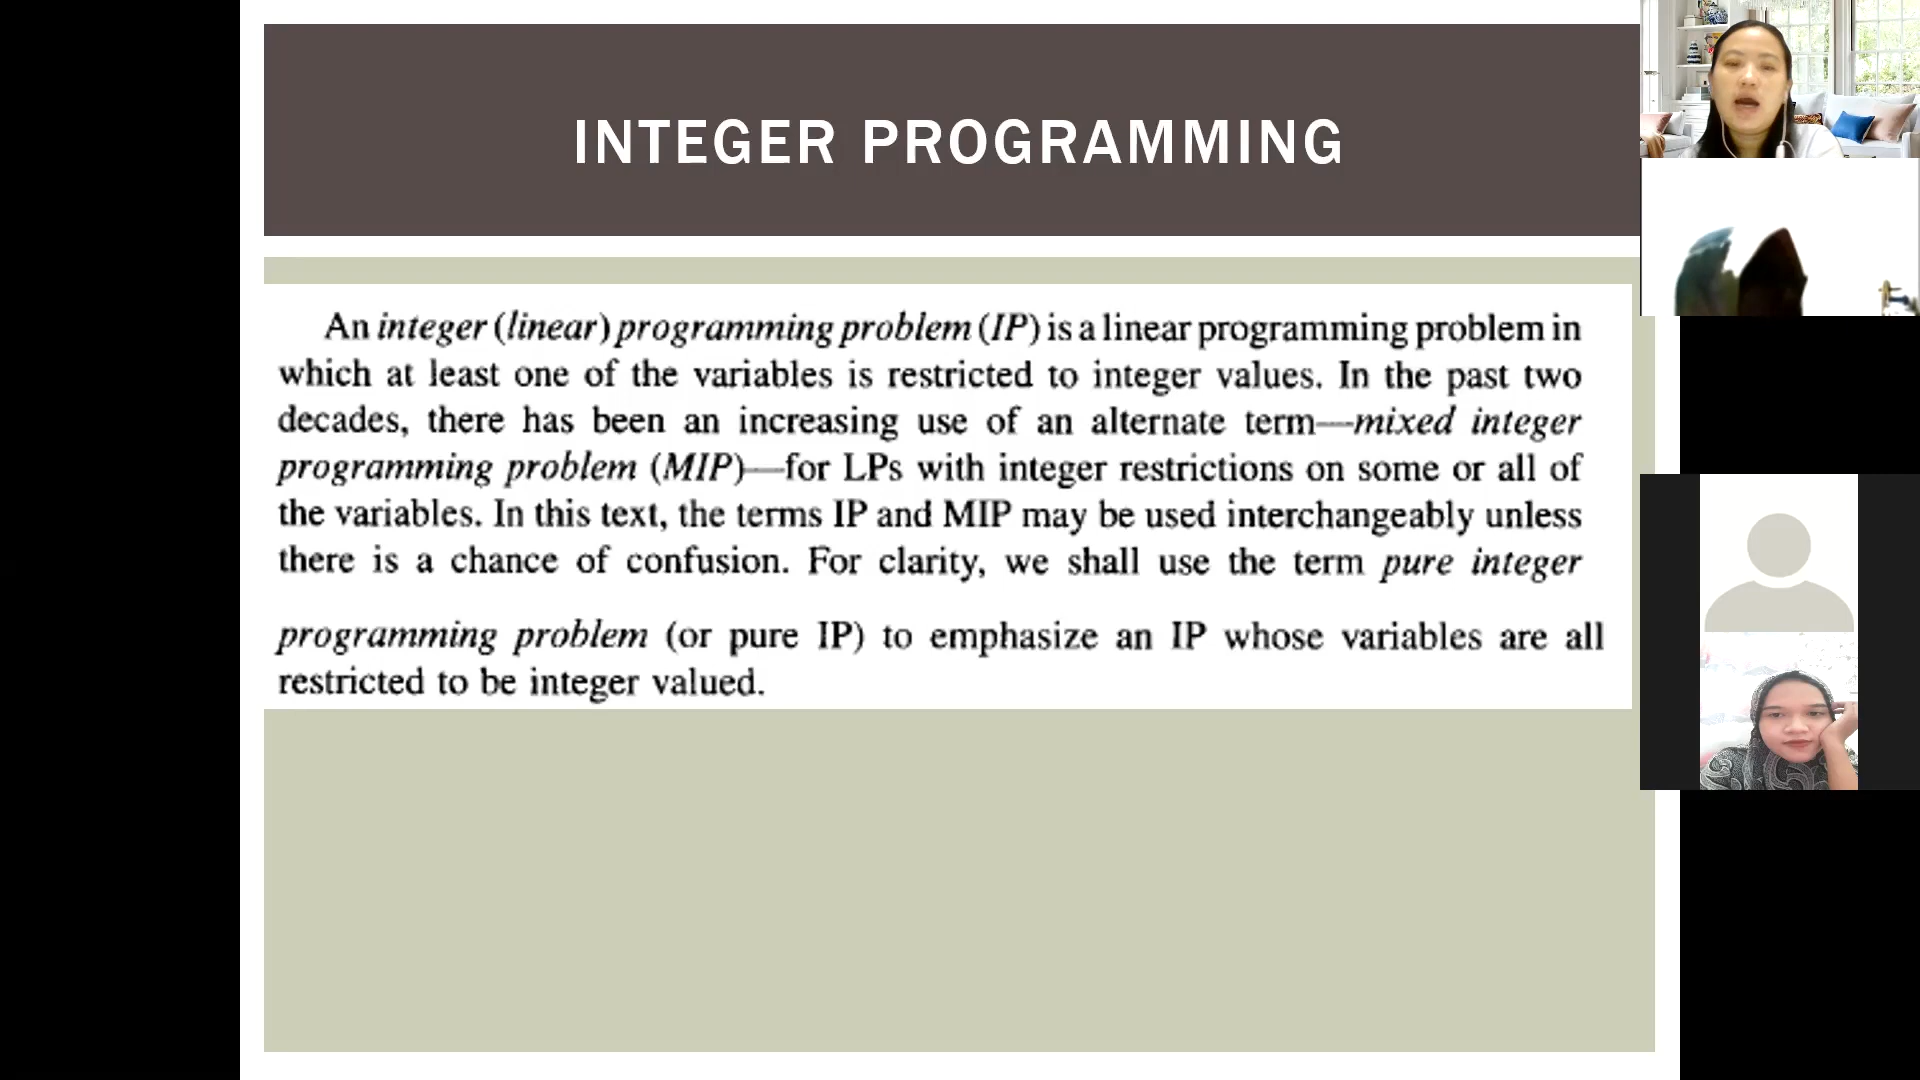 INTEGER PROGRAMMING
An integer (linear) programming problem (IP) is a linear programming problem in
which at least one of the variables is restricted to integer values. In the past two
decades, there has been an increasing use of an alternate term—mixed integer
programming problem (MIP)—for LPs with integer restrictions on some or all of
the variables. In this text, the terms IP and MIP may be used interchangeably unless
there is a chance of confusion. For clarity, we shall use the term pure integer
programming problem (or pure IP) to emphasize an IP whose variables are all
restricted to be integer valued.